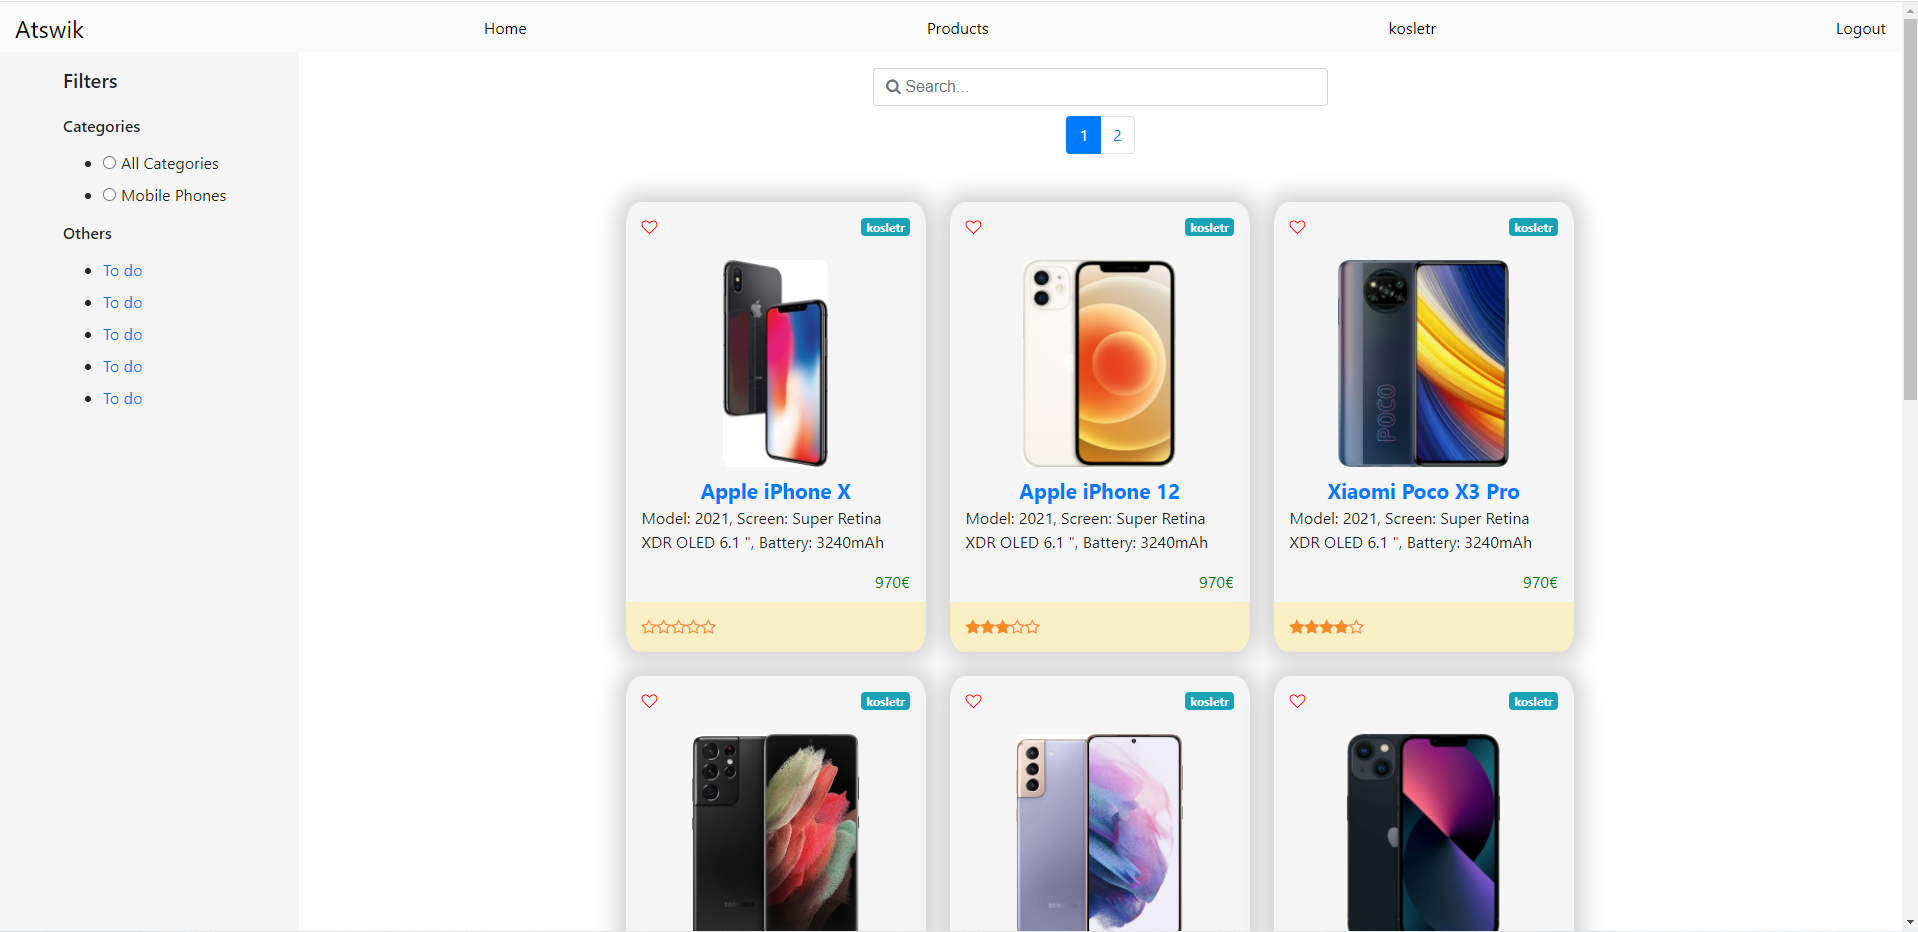 Atswik
Home
Products
kosletr
Logout
Filters
Categories
All Categories
Mobile Phones
Others
To do
To do
To do
To do
To do
Search...
1 2
kosletr
Apple iPhone X
Model: 2021, Screen: Super Retina
XDR OLED 6.1 ", Battery: 3240mAh
970€
kosletr
Apple iPhone 12
Model: 2021, Screen: Super Retina
XDR OLED 6.1 ", Battery: 3240mAh
970€
kosletr
POCO
Xiaomi Poco X3 Pro
Model: 2021, Screen: Super Retina
XDR OLED 6.1 ", Battery: 3240mAh
970€
kosletr
SAMSUNG
kosletr
kosletr